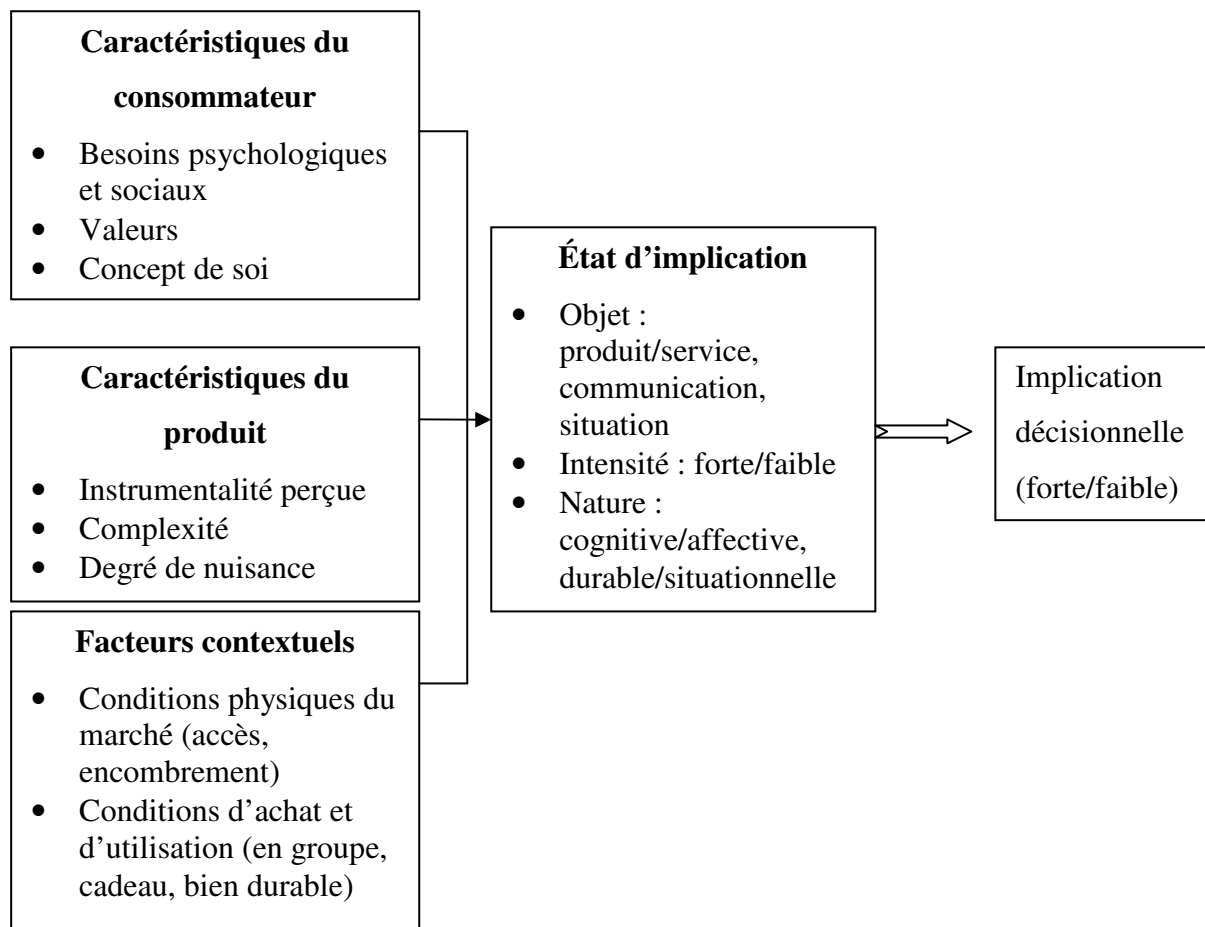 Caractéristiques du
consommateur
• Besoins psychologiques
et sociaux
• Valeurs
• Concept de soi
Caractéristiques du
produit
• Instrumentalité perçue
• Complexité
• Degré de nuisance
Facteurs contextuels
• Conditions physiques du
marché (accès,
encombrement)
• Conditions d’achat et
d’utilisation (en groupe,
cadeau, bien durable)
État d’implication
• Objet :
produit/service,
communication,
situation
• Intensité : forte/faible
• Nature :
cognitive/affective,
durable/situationnelle
Implication
décisionnelle
(forte/faible)